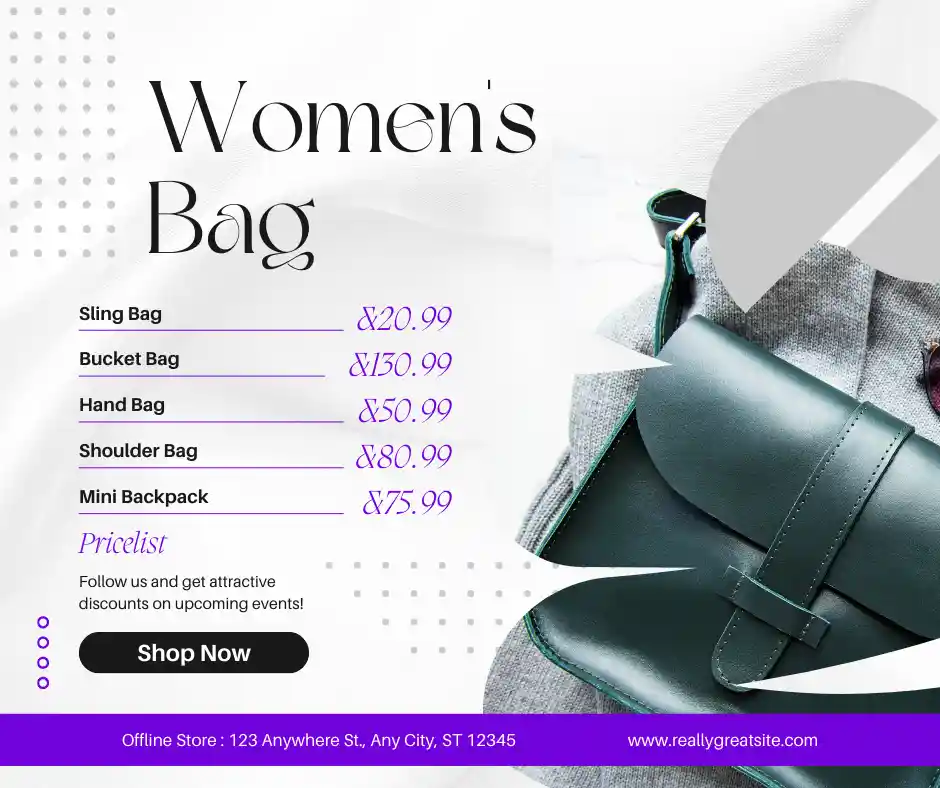 Women's
Bag
Sling Bag &20.99
Bucket Bag &130.99
Hand Bag &50.99
Shoulder Bag &80.99
Mini Backpack &75.99
Pricelist
Follow us and get attractive
discounts on upcoming events!
Shop Now
Offline Store : 123 Anywhere St., Any City, ST 12345 www.reallygreatsite.com